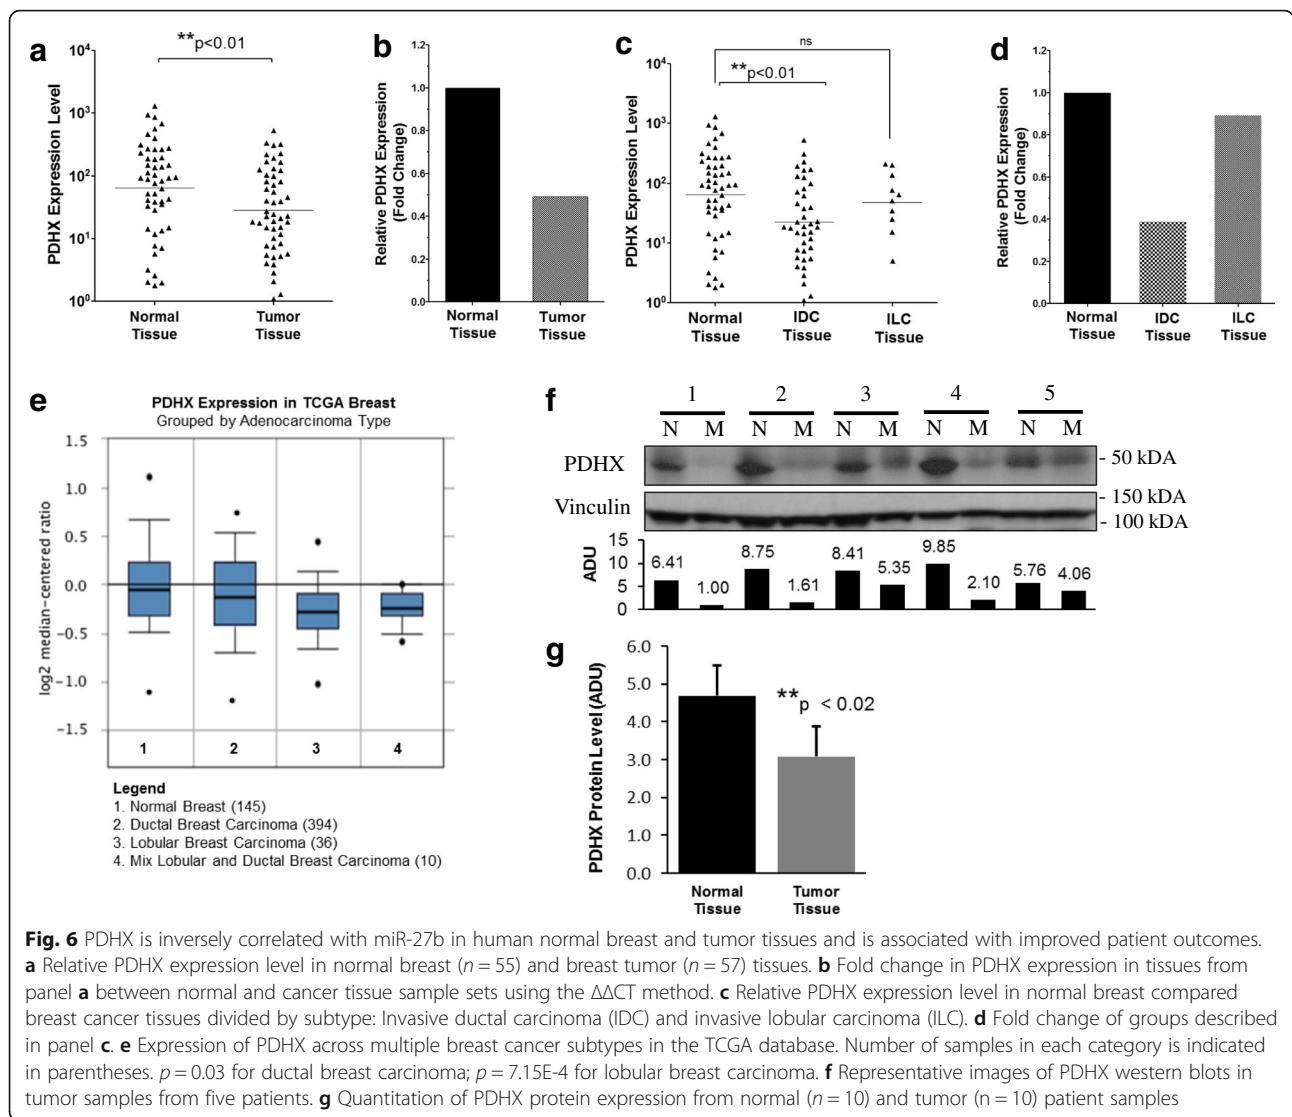 a
**p<0.01
PDHX Expression Level
10⁴
10³
10²
10¹
10⁰
Normal Tissue
Tumor Tissue
b
Relative PDHX Expression (Fold Change)
1.2
1.0
0.8
0.6
0.4
0.2
0.0
Normal Tissue
Tumor Tissue
c
ns
**p<0.01
PDHX Expression Level
10⁴
10³
10²
10¹
10⁰
Normal Tissue
IDC Tissue
ILC Tissue
d
Relative PDHX Expression (Fold Change)
1.2
1.0
0.8
0.6
0.4
0.2
0.0
Normal Tissue
IDC Tissue
ILC Tissue
e
PDHX Expression in TCGA Breast
Grouped by Adenocarcinoma Type
log2 median-centered ratio
1.5
1.0
0.5
0.0
-0.5
-1.0
-1.5
1 2 3 4
Legend
1. Normal Breast (145)
2. Ductal Breast Carcinoma (394)
3. Lobular Breast Carcinoma (36)
4. Mix Lobular and Ductal Breast Carcinoma (10)
f
1 2 3 4 5
N M N M N M N M N M
PDHX
- 50 kDA
Vinculin
- 150 kDA
- 100 kDA
ADU
15
10
5
0
6.41 1.00 8.75 1.61 8.41 5.35 9.85 2.10 5.76 4.06
g
PDHX Protein Level (ADU)
6.0
5.0
4.0
3.0
2.0
1.0
0.0
**p < 0.02
Normal Tissue
Tumor Tissue
Fig. 6 PDHX is inversely correlated with miR-27b in human normal breast and tumor tissues and is associated with improved patient outcomes.
a Relative PDHX expression level in normal breast (n = 55) and breast tumor (n = 57) tissues. b Fold change in PDHX expression in tissues from
panel a between normal and cancer tissue sample sets using the ΔΔCT method. c Relative PDHX expression level in normal breast compared
breast cancer tissues divided by subtype: Invasive ductal carcinoma (IDC) and invasive lobular carcinoma (ILC). d Fold change of groups described
in panel c. e Expression of PDHX across multiple breast cancer subtypes in the TCGA database. Number of samples in each category is indicated
in parentheses. p = 0.03 for ductal breast carcinoma; p = 7.15E-4 for lobular breast carcinoma. f Representative images of PDHX western blots in
tumor samples from five patients. g Quantitation of PDHX protein expression from normal (n = 10) and tumor (n = 10) patient samples